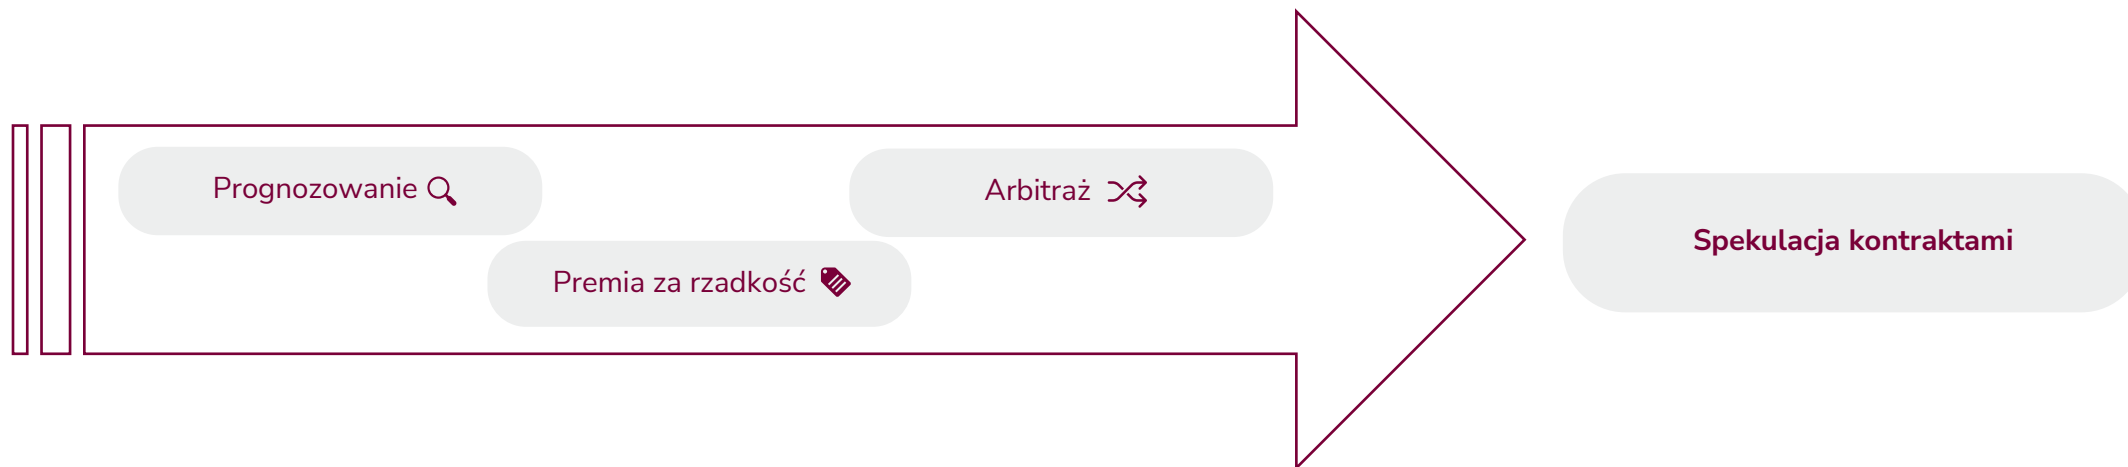 Prognozowanie
Arbitraż
Premia za rzadkość
Spekulacja kontraktami